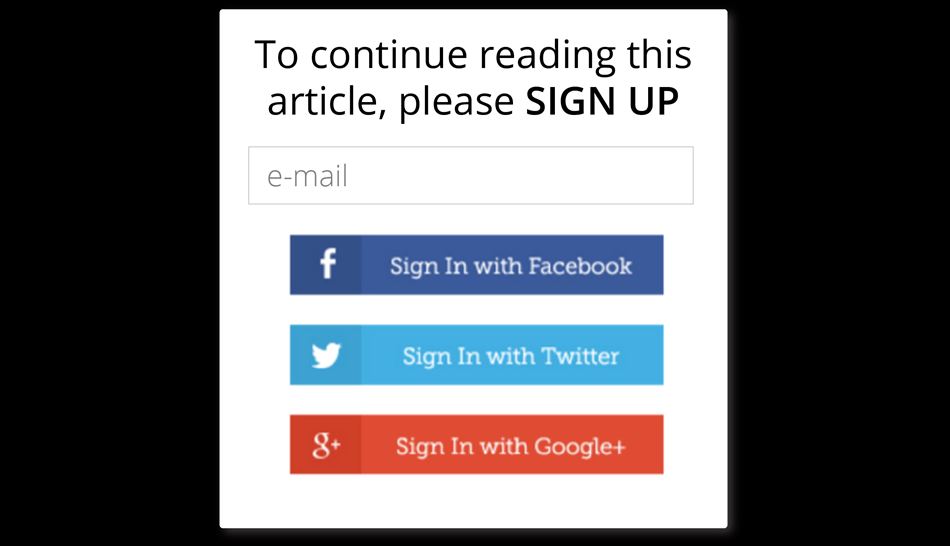 To continue reading this
article, please SIGN UP
e-mail
f
Sign In with Facebook
Sign In with Twitter
g+
Sign In with Google+